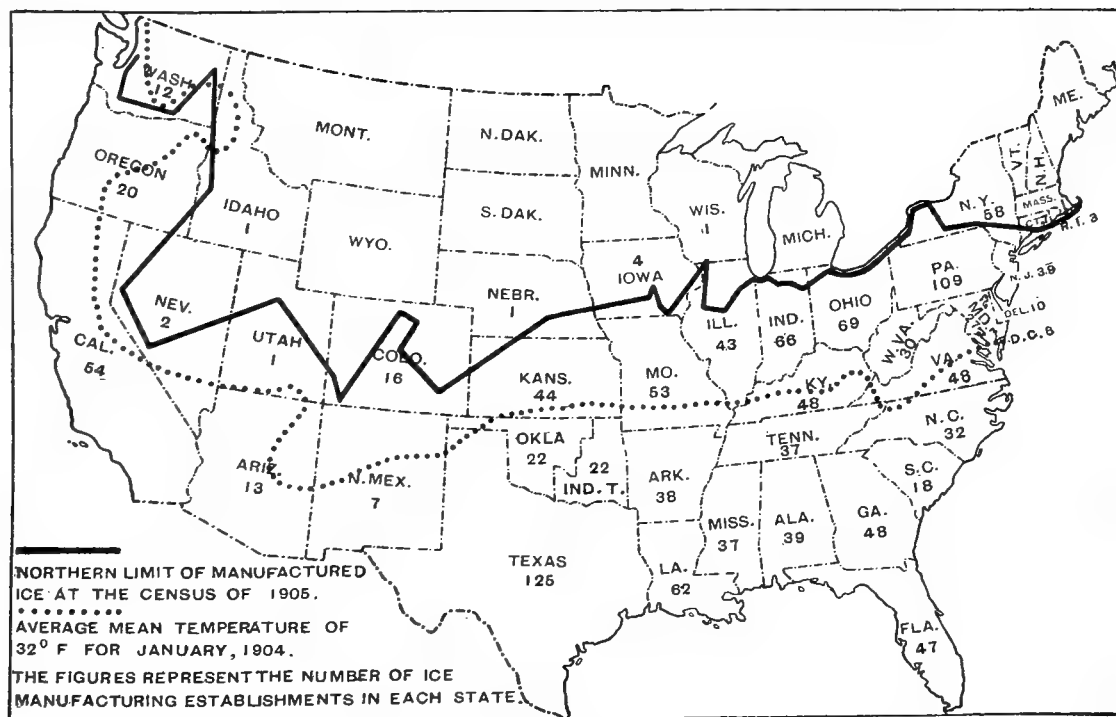 WASH.
12
MONT.
N. DAK.
MINN.
ME.
VT.
N.H.
OREGON
20
IDAHO
1
WYO.
S. DAK.
WIS.
1
MICH.
N.Y.
58
MASS.
R.I. 3
4
IOWA
NEBR.
1
PA.
109
N.J. 39
NEV.
2
UTAH
1
COLO.
16
ILL.
43
IND.
66
OHIO
69
W.VA.
30
MD.
DEL. 10
D.C. 8
CAL.
54
KANS.
44
MO.
53
KY.
48
VA.
48
ARIZ.
13
N. MEX.
7
OKLA
22
22
IND. T.
ARK.
38
TENN.
37
N.C.
32
S.C.
18
TEXAS
125
LA.
62
MISS.
37
ALA.
39
GA.
48
FLA.
47
NORTHERN LIMIT OF MANUFACTURED
ICE AT THE CENSUS OF 1905.
AVERAGE MEAN TEMPERATURE OF
32° F FOR JANUARY, 1904.
THE FIGURES REPRESENT THE NUMBER OF ICE
MANUFACTURING ESTABLISHMENTS IN EACH STATE.